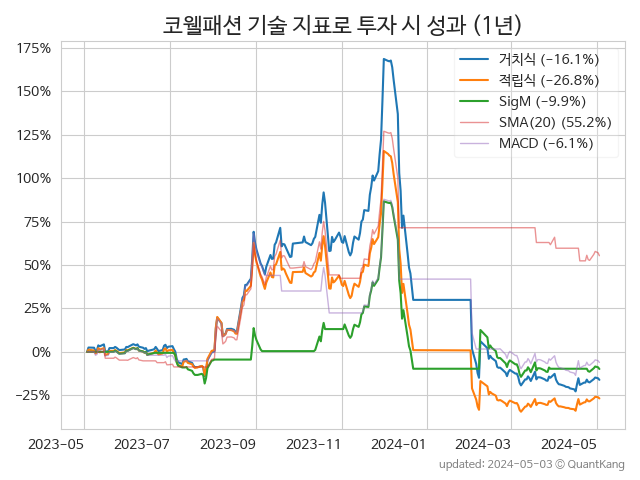 코웰패션 기술 지표로 투자 시 성과 (1년)
175%
150%
125%
100%
75%
50%
25%
0%
−25%
거치식 (−16.1%)
적립식 (−26.8%)
SigM (−9.9%)
SMA(20) (55.2%)
MACD (−6.1%)
2023-05
2023-07
2023-09
2023-11
2024-01
2024-03
2024-05
updated: 2024-05-03 ⓒ QuantKang